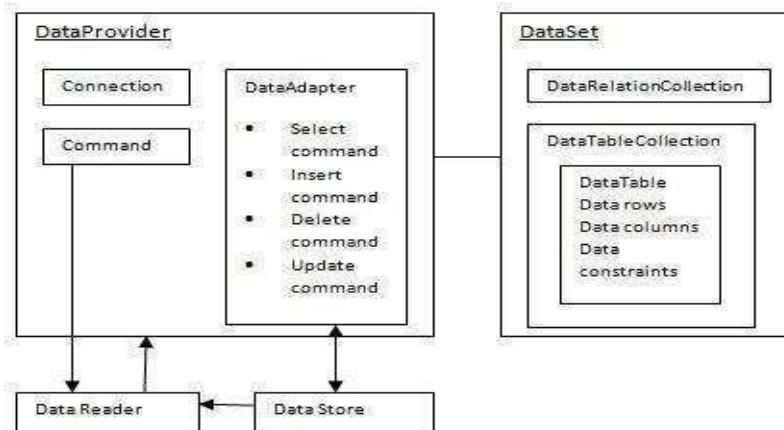 DataProvider
Connection
Command
DataAdapter
• Select
command
• Insert
command
• Delete
command
• Update
command
DataSet
DataRelationCollection
DataTableCollection
DataTable
Data rows
Data columns
Data
constraints
Data Reader
Data Store